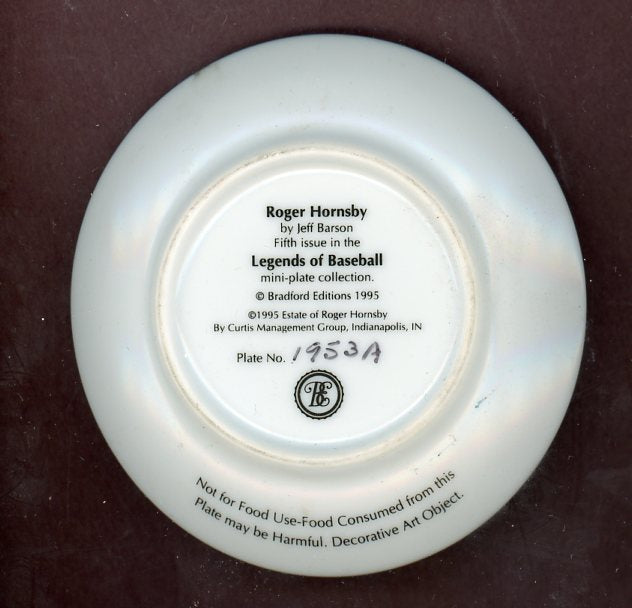 Roger Hornsby
by Jeff Barson
Fifth issue in the
Legends of Baseball
mini-plate collection.
© Bradford Editions 1995
©1995 Estate of Roger Hornsby
By Curtis Management Group, Indianapolis, IN
Plate No. 1953A
BE
Not for Food Use-Food Consumed from this
Plate may be Harmful. Decorative Art Object.